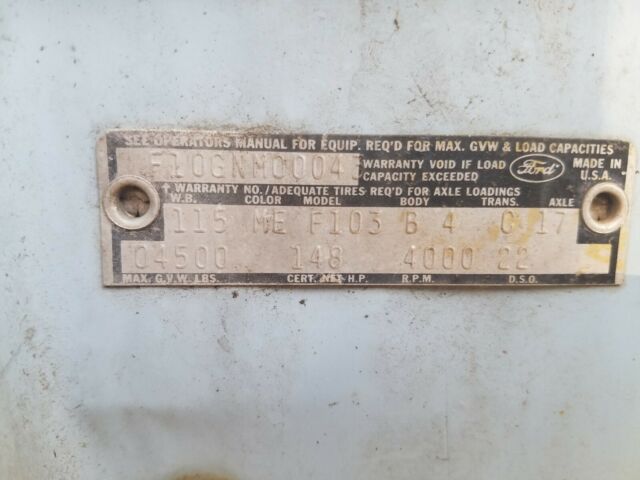 SEE OPERATORS MANUAL FOR EQUIP. REQ'D FOR MAX. GVW & LOAD CAPACITIES
WARRANTY VOID IF LOAD
CAPACITY EXCEEDED
Ford
MADE IN
U.S.A.
↑ WARRANTY NO./ADEQUATE TIRES REQ'D FOR AXLE LOADINGS
W.B. COLOR MODEL BODY TRANS. AXLE
115 ME F103 B 4 C 17
04500 148 4000 22
MAX. G.V.W. LBS. CERT. NET H.P. R.P.M. D.S.O.